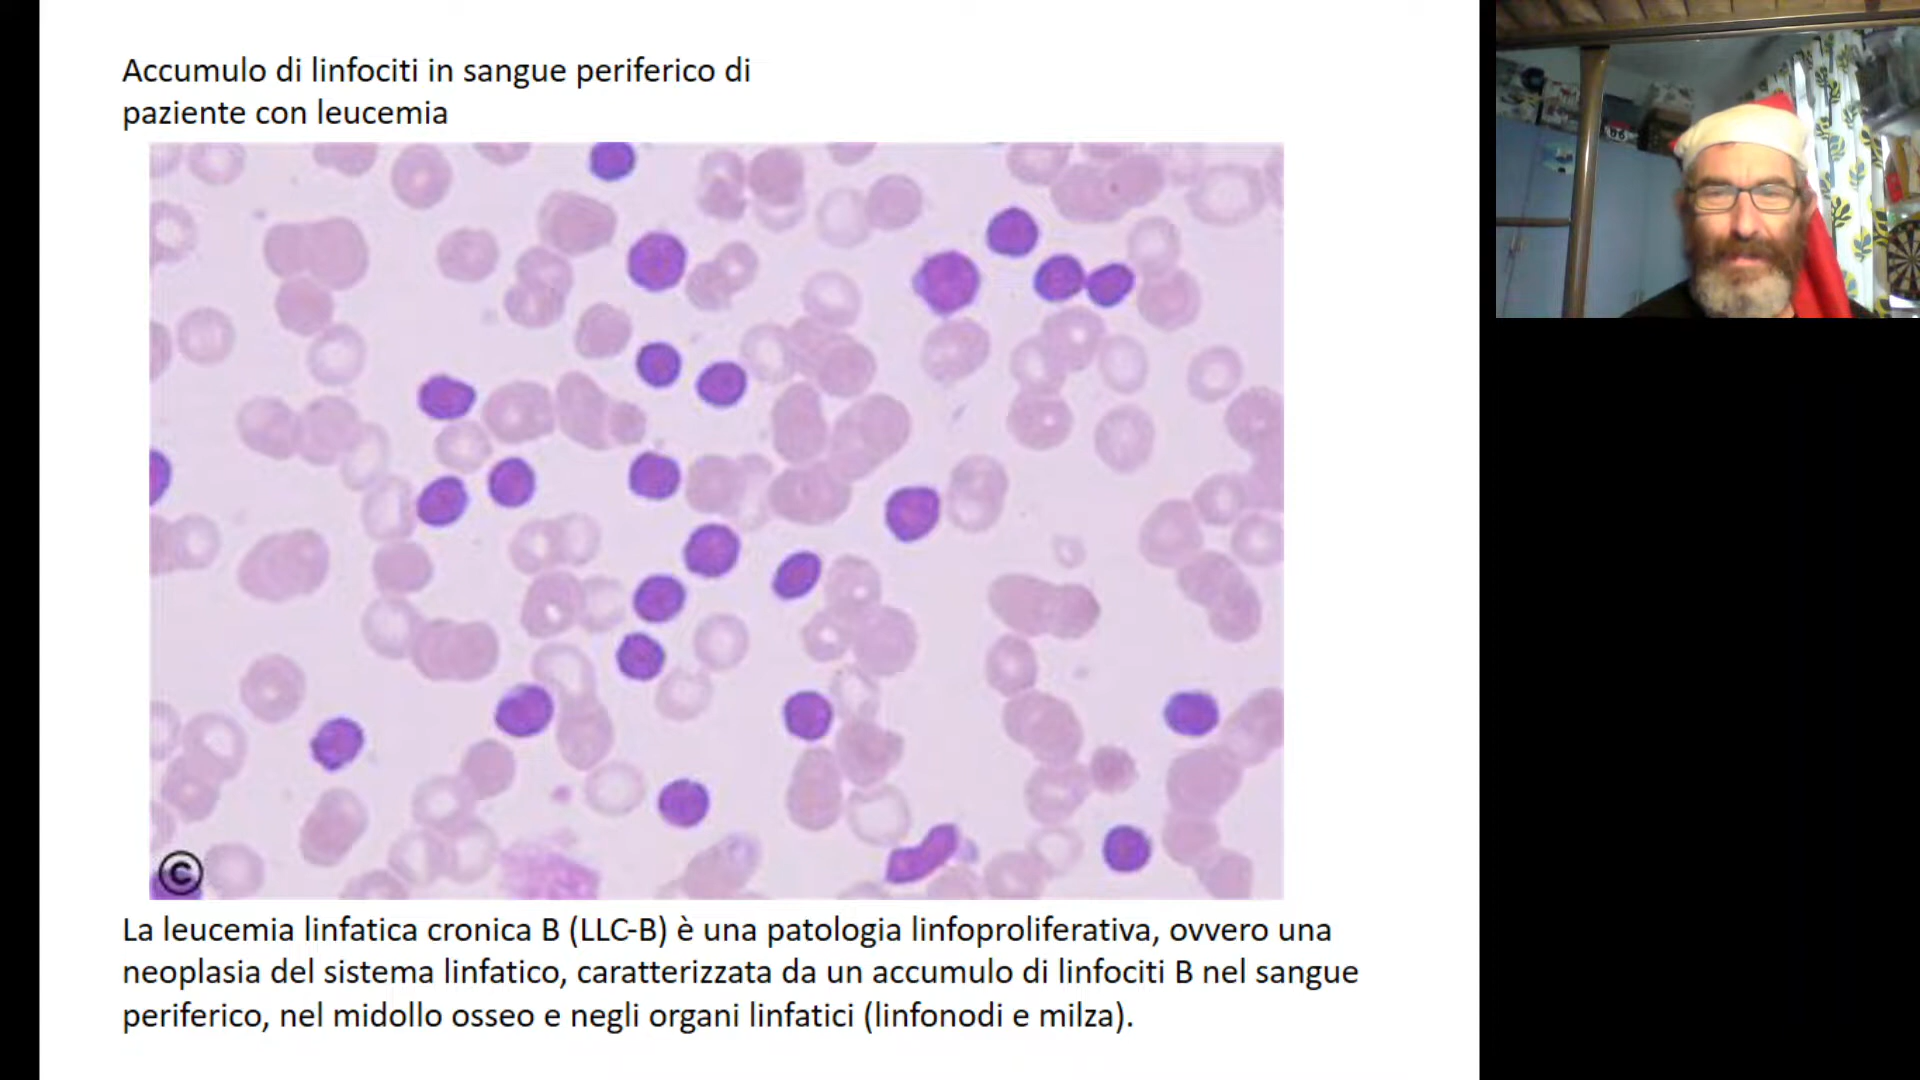 Accumulo di linfociti in sangue periferico di
paziente con leucemia
©
La leucemia linfatica cronica B (LLC-B) è una patologia linfoproliferativa, ovvero una
neoplasia del sistema linfatico, caratterizzata da un accumulo di linfociti B nel sangue
periferico, nel midollo osseo e negli organi linfatici (linfonodi e milza).